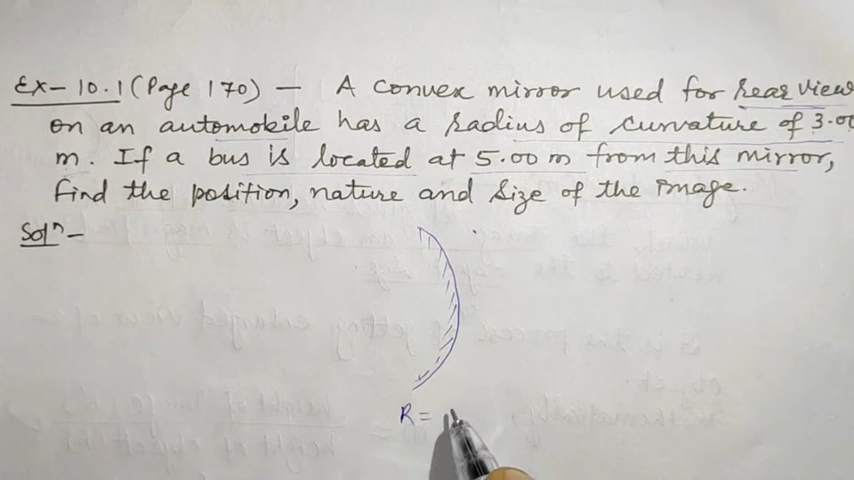 Ex-10.1 (Page 170) - A convex mirror used for rear view
on an automobile has a radius of curvature of 3.00
m. If a bus is located at 5.00 m from this mirror,
find the position, nature and size of the image.
Solⁿ -
R =